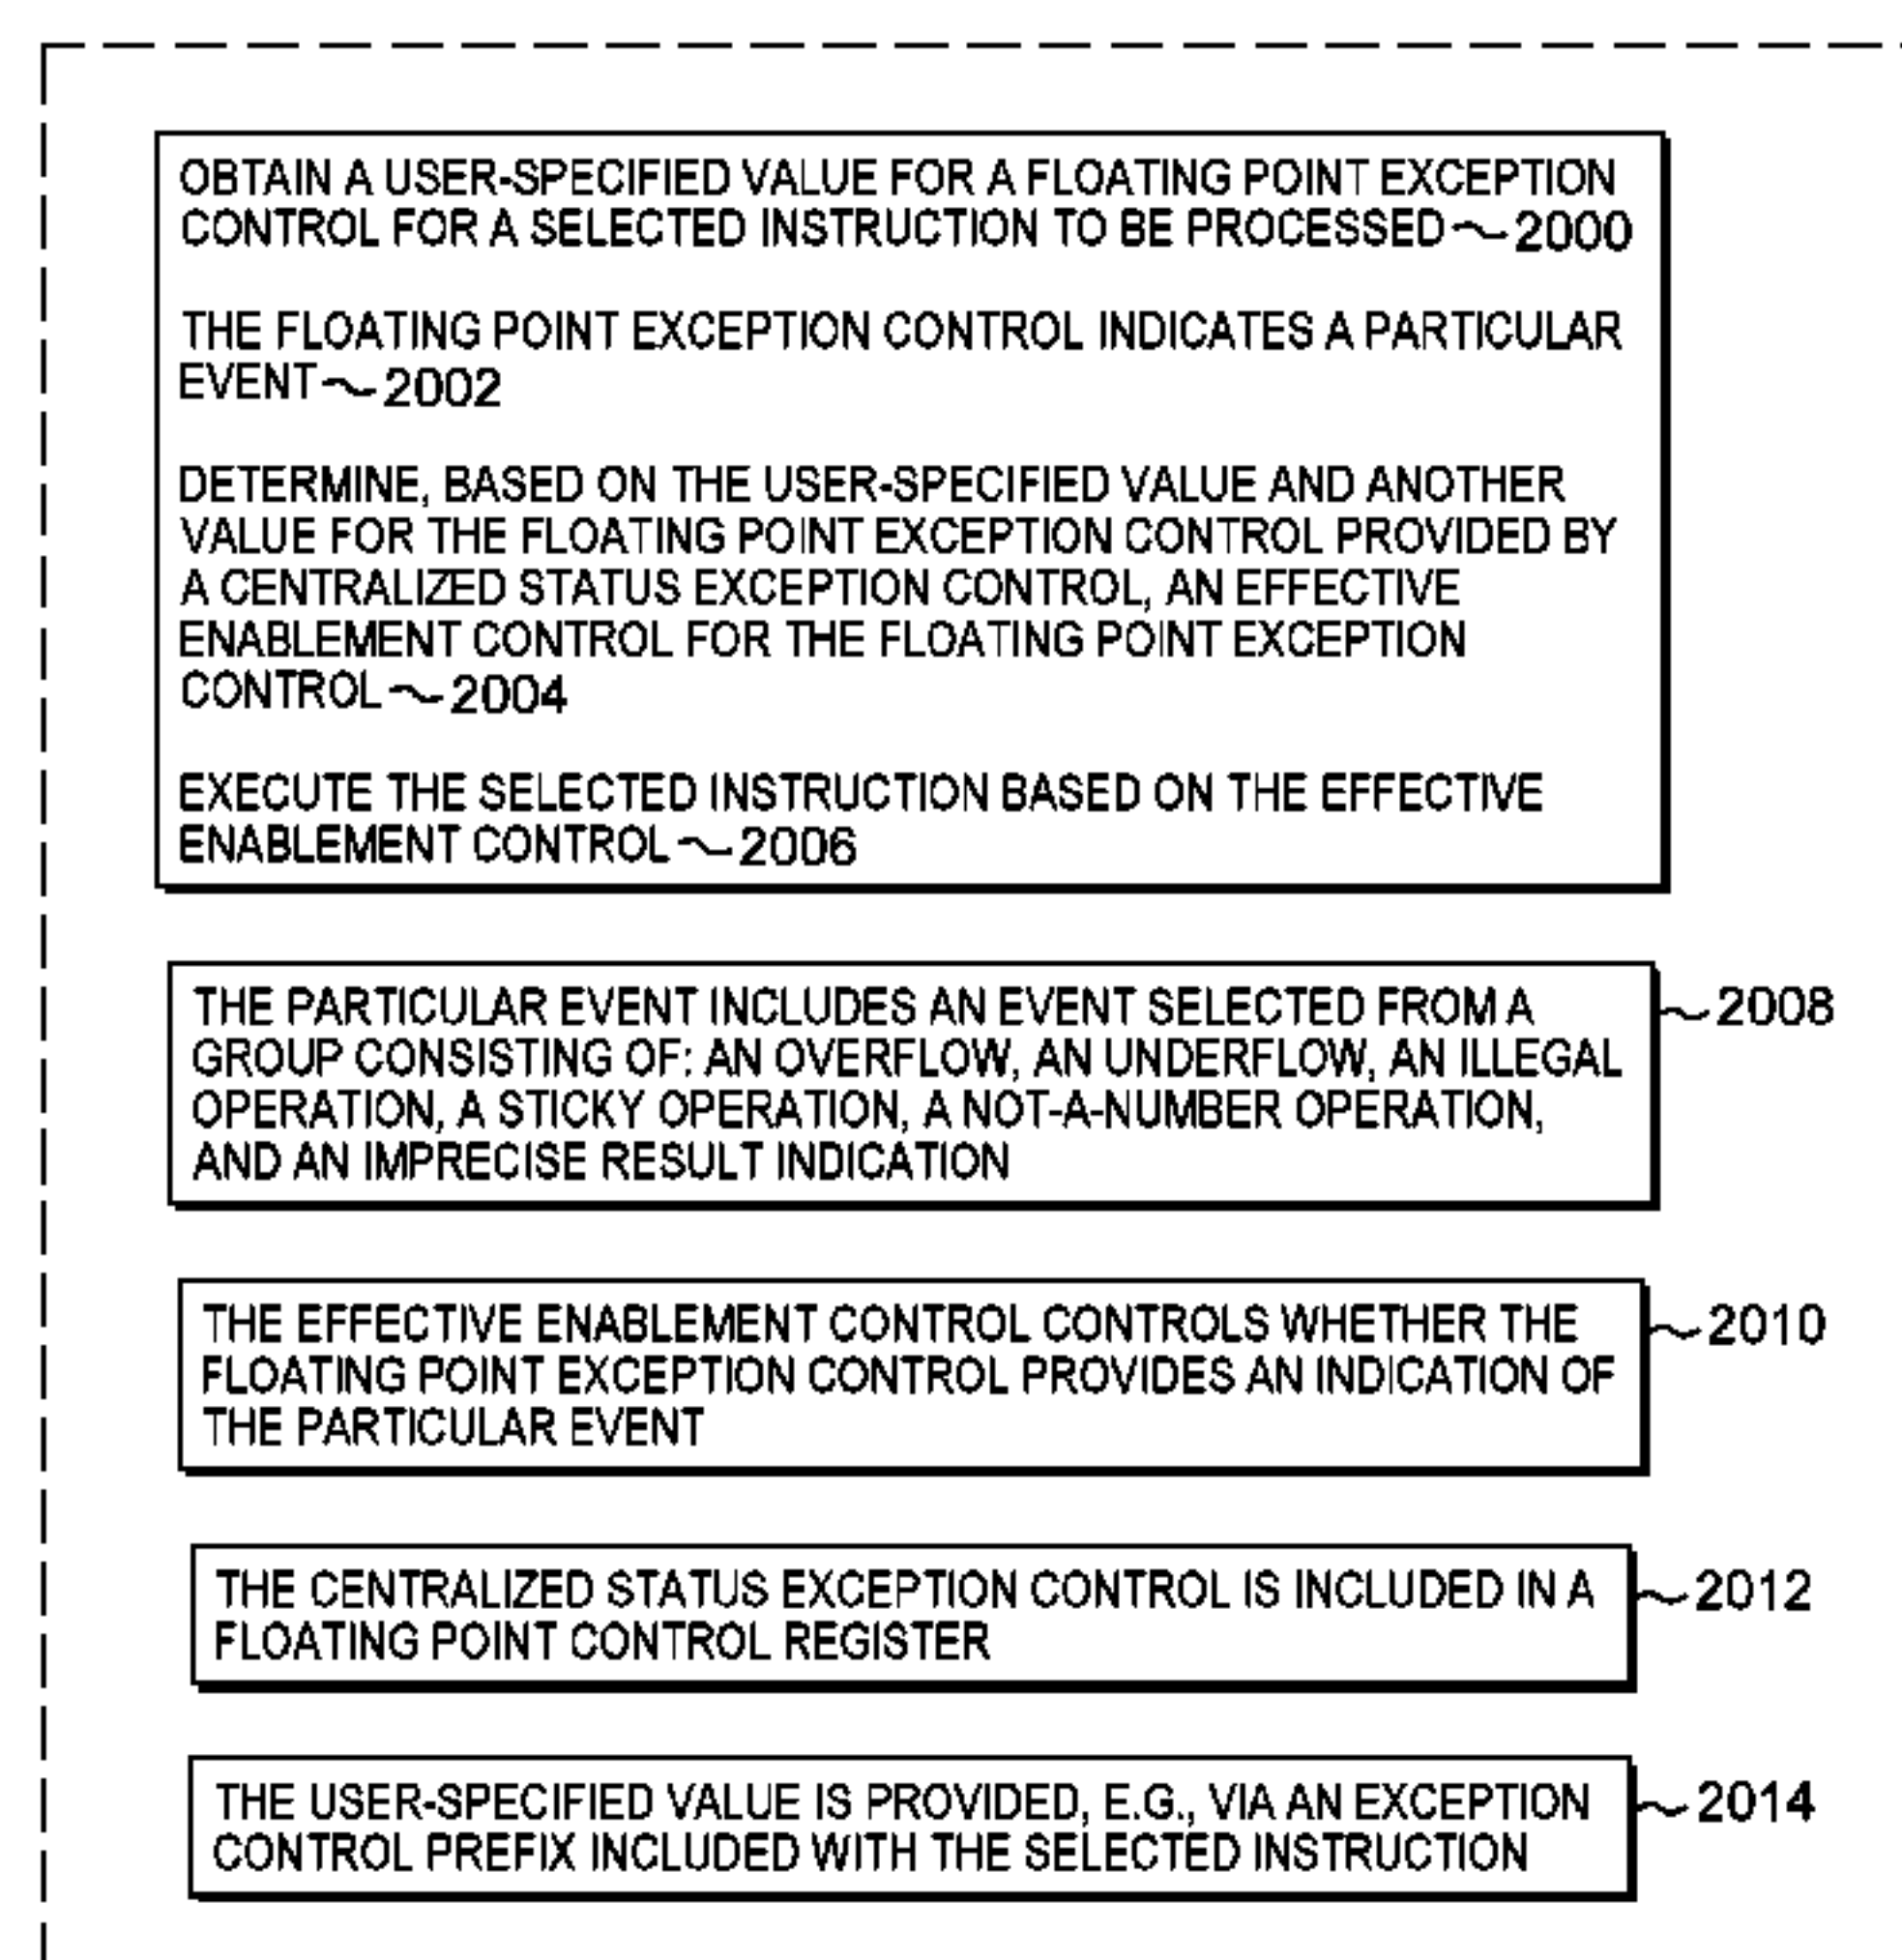 OBTAIN A USER-SPECIFIED VALUE FOR A FLOATING POINT EXCEPTION
CONTROL FOR A SELECTED INSTRUCTION TO BE PROCESSED 2000
THE FLOATING POINT EXCEPTION CONTROL INDICATES A PARTICULAR
EVENT 2002
DETERMINE, BASED ON THE USER-SPECIFIED VALUE AND ANOTHER
VALUE FOR THE FLOATING POINT EXCEPTION CONTROL PROVIDED BY
A CENTRALIZED STATUS EXCEPTION CONTROL, AN EFFECTIVE
ENABLEMENT CONTROL FOR THE FLOATING POINT EXCEPTION
CONTROL 2004
EXECUTE THE SELECTED INSTRUCTION BASED ON THE EFFECTIVE
ENABLEMENT CONTROL 2006
THE PARTICULAR EVENT INCLUDES AN EVENT SELECTED FROM A 2008
GROUP CONSISTING OF: AN OVERFLOW, AN UNDERFLOW, AN ILLEGAL
OPERATION, A STICKY OPERATION, A NOT-A-NUMBER OPERATION,
AND AN IMPRECISE RESULT INDICATION
THE EFFECTIVE ENABLEMENT CONTROL CONTROLS WHETHER THE 2010
FLOATING POINT EXCEPTION CONTROL PROVIDES AN INDICATION OF
THE PARTICULAR EVENT
THE CENTRALIZED STATUS EXCEPTION CONTROL IS INCLUDED IN A 2012
FLOATING POINT CONTROL REGISTER
THE USER-SPECIFIED VALUE IS PROVIDED, E.G., VIA AN EXCEPTION 2014
CONTROL PREFIX INCLUDED WITH THE SELECTED INSTRUCTION